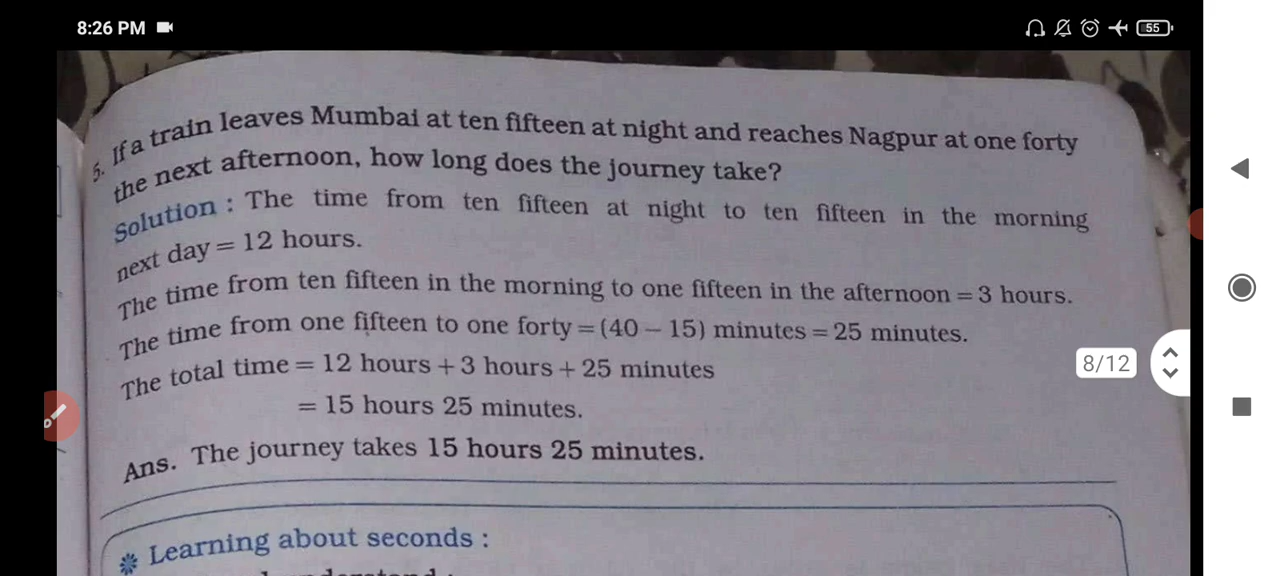 8:26 PM
55
5. If a train leaves Mumbai at ten fifteen at night and reaches Nagpur at one forty
the next afternoon, how long does the journey take?
Solution : The time from ten fifteen at night to ten fifteen in the morning
next day = 12 hours.
The time from ten fifteen in the morning to one fifteen in the afternoon = 3 hours.
The time from one fifteen to one forty = (40 – 15) minutes = 25 minutes.
The total time = 12 hours + 3 hours + 25 minutes
= 15 hours 25 minutes.
Ans. The journey takes 15 hours 25 minutes.
8/12
❋ Learning about seconds :